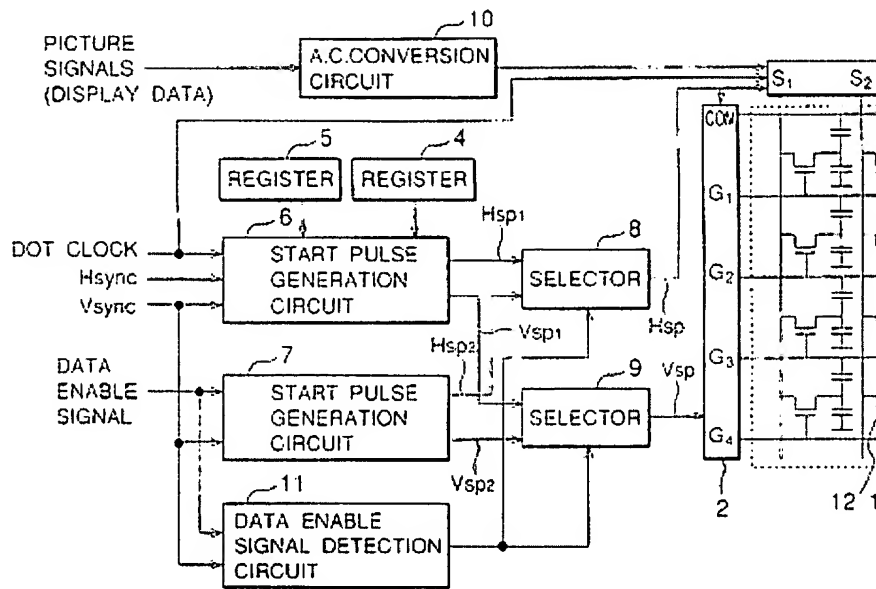 10
PICTURE
SIGNALS
(DISPLAY DATA)
A.C.CONVERSION
CIRCUIT
S1 S2
COM
5
4
REGISTER
REGISTER
G1
6
Hsp1
8
DOT CLOCK
Hsync
Vsync
START PULSE
GENERATION
CIRCUIT
SELECTOR
G2
Hsp
Vsp1
Hsp2
7
9
Vsp
G3
DATA
ENABLE
SIGNAL
START PULSE
GENERATION
CIRCUIT
SELECTOR
G4
Vsp2
11
2
12
1
DATA ENABLE
SIGNAL DETECTION
CIRCUIT